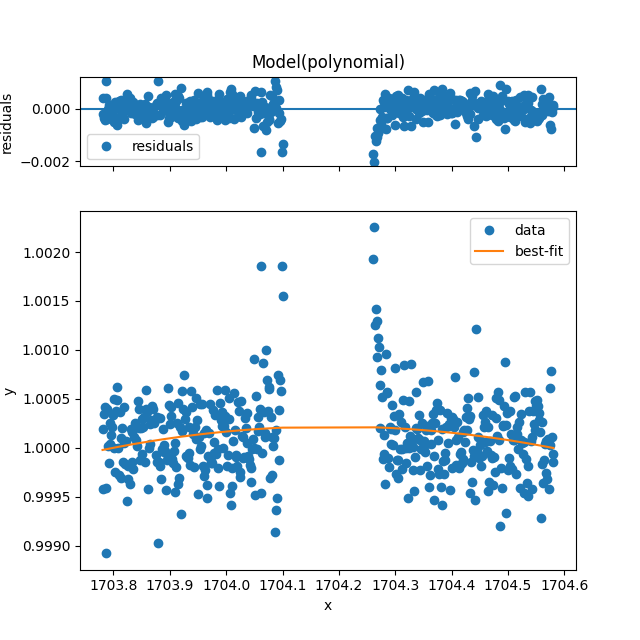 Model(polynomial)
residuals
0.000
−0.002
residuals
y
1.0020
1.0015
1.0010
1.0005
1.0000
0.9995
0.9990
data
best-fit
1703.8 1703.9 1704.0 1704.1 1704.2 1704.3 1704.4 1704.5 1704.6
x